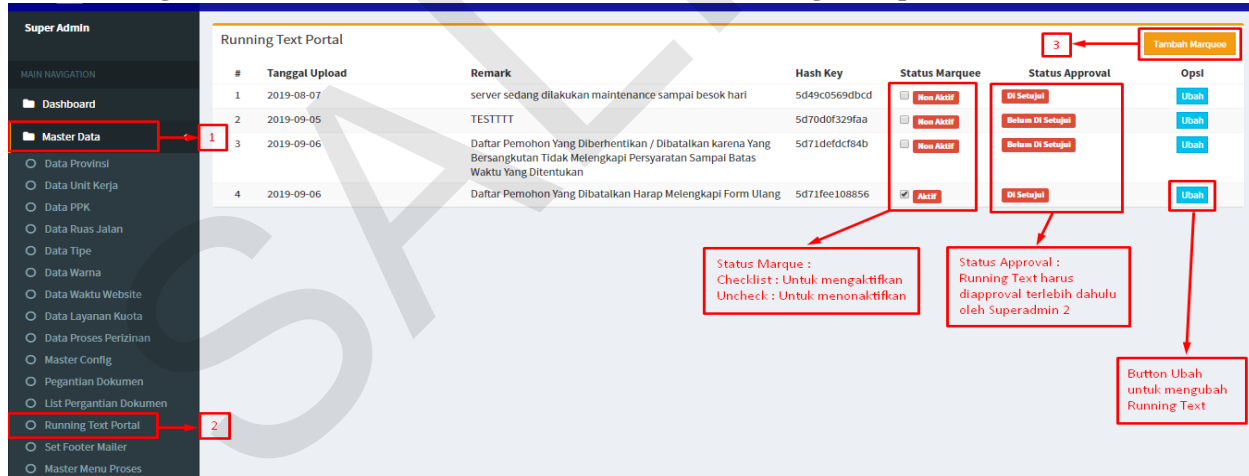 Super Admin
MAIN NAVIGATION
Dashboard
Master Data
1
Data Provinsi
Data Unit Kerja
Data PPK
Data Ruas Jalan
Data Tipe
Data Warna
Data Waktu Website
Data Layanan Kuota
Data Proses Perizinan
Master Config
Pegantian Dokumen
List Pergantian Dokumen
Running Text Portal
2
Set Footer Mailer
Master Menu Proses
Running Text Portal
3
Tambah Marquee
# Tanggal Upload Remark Hash Key Status Marquee Status Approval Opsi
1 2019-08-07 server sedang dilakukan maintenance sampai besok hari 5d49c0569dbcd Non Aktif Di Setujui Ubah
2 2019-09-05 TESTTTT 5d70d0f329faa Non Aktif Belum Di Setujui Ubah
3 2019-09-06 Daftar Pemohon Yang Diberhentikan / Dibatalkan karena Yang 5d71defdcf84b Non Aktif Belum Di Setujui Ubah
Bersangkutan Tidak Melengkapi Persyaratan Sampai Batas
Waktu Yang Ditentukan
4 2019-09-06 Daftar Pemohon Yang Dibatalkan Harap Melengkapi Form Ulang 5d71fee108856 Aktif Di Setujui Ubah
Status Marque :
Checklist : Untuk mengaktifkan
Uncheck : Untuk menonaktifkan
Status Approval :
Running Text harus
diapproval terlebih dahulu
oleh Superadmin 2
Button Ubah
untuk mengubah
Running Text